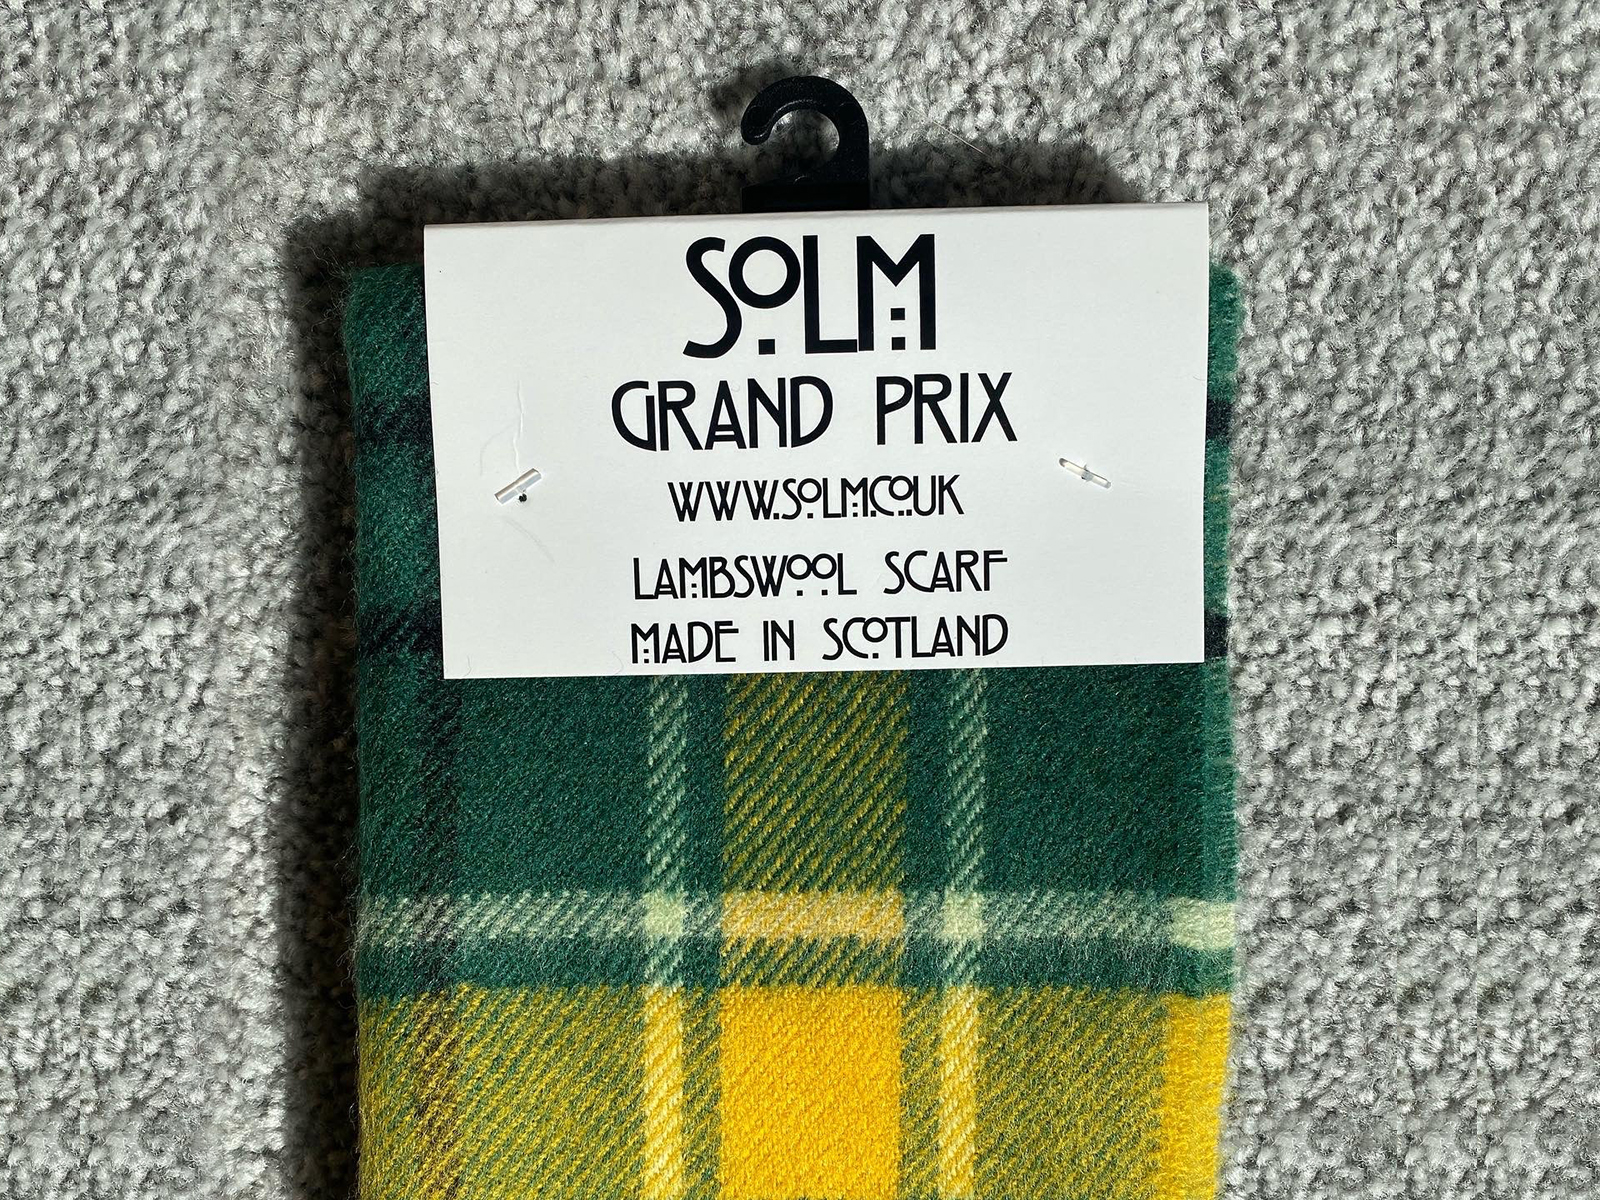 SOLM
GRAND PRIX
WWW.SOLM.CO.UK
LAMBSWOOL SCARF
MADE IN SCOTLAND